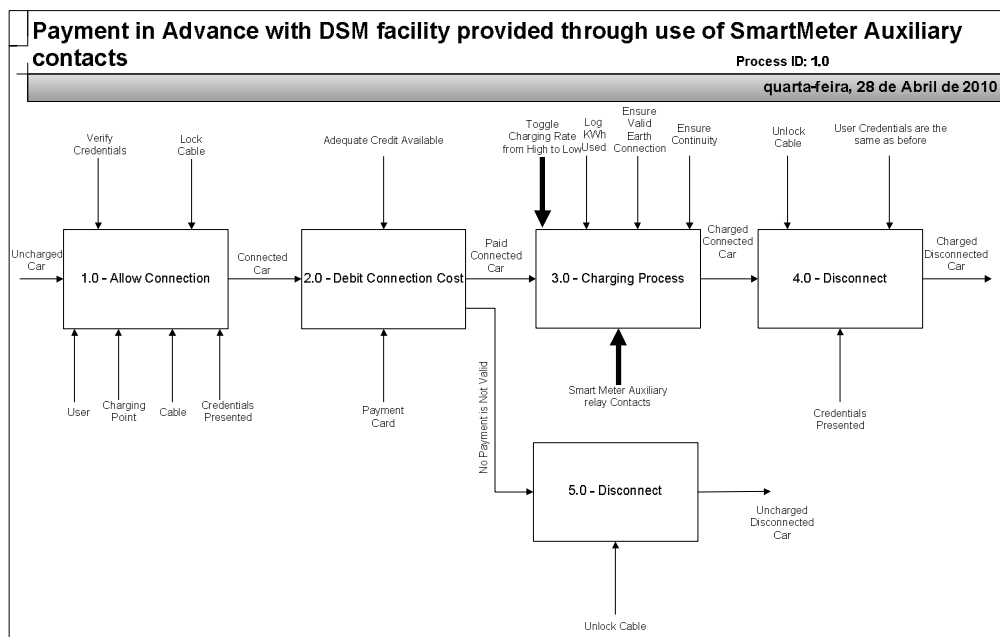 Payment in Advance with DSM facility provided through use of SmartMeter Auxiliary
contacts
Process ID: 1.0
quarta-feira, 28 de Abril de 2010
Verify
Credentials
Lock
Cable
Adequate Credit Available
Toggle
Charging Rate
from High to Low
Log
KWh
Used
Ensure
Valid
Earth
Connection
Ensure
Continuity
Unlock
Cable
User Credentials are the
same as before
Uncharged
Car
1.0 - Allow Connection
Connected
Car
2.0 - Debit Connection Cost
Paid
Connected
Car
3.0 - Charging Process
Charged
Connected
Car
4.0 - Disconnect
Charged
Disconnected
Car
User
Charging
Point
Cable
Credentials
Presented
Payment
Card
No Payment is Not Valid
Smart Meter Auxiliary
relay Contacts
Credentials
Presented
5.0 - Disconnect
Uncharged
Disconnected
Car
Unlock Cable